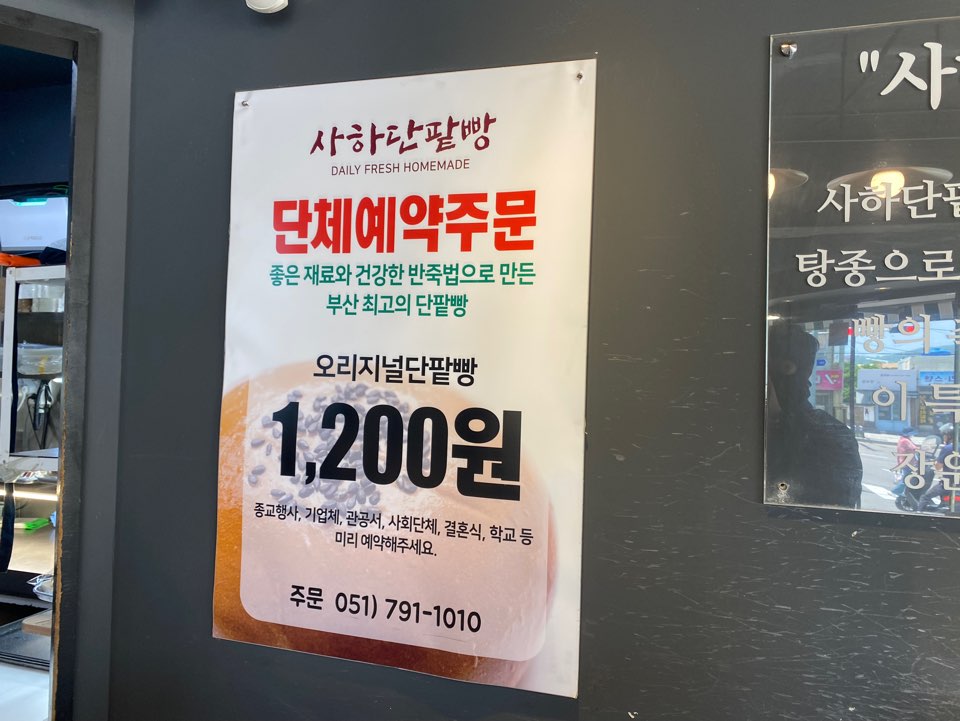 사하단팥빵
DAILY FRESH HOMEMADE
단체예약주문
좋은 재료와 건강한 반죽법으로 만든
부산 최고의 단팥빵
오리지널단팥빵
1,200원
종교행사, 기업체, 관공서, 사회단체, 결혼식, 학교 등
미리 예약해주세요.
주문 051) 791-1010
"사
사하단팥
탕종으로
빵의
이 특